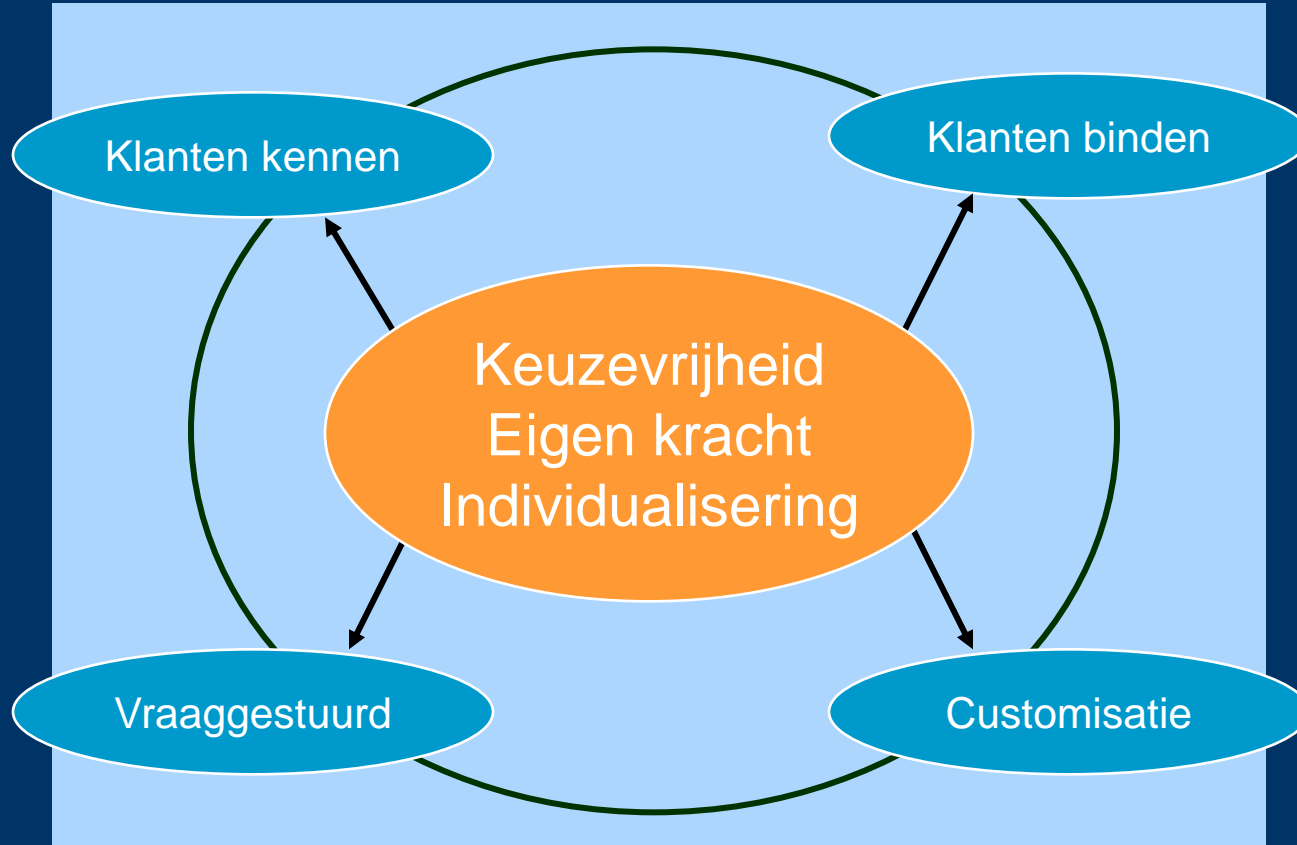 Klanten kennen
Klanten binden
Keuzevrijheid
Eigen kracht
Individualisering
Vraaggestuurd
Customisatie